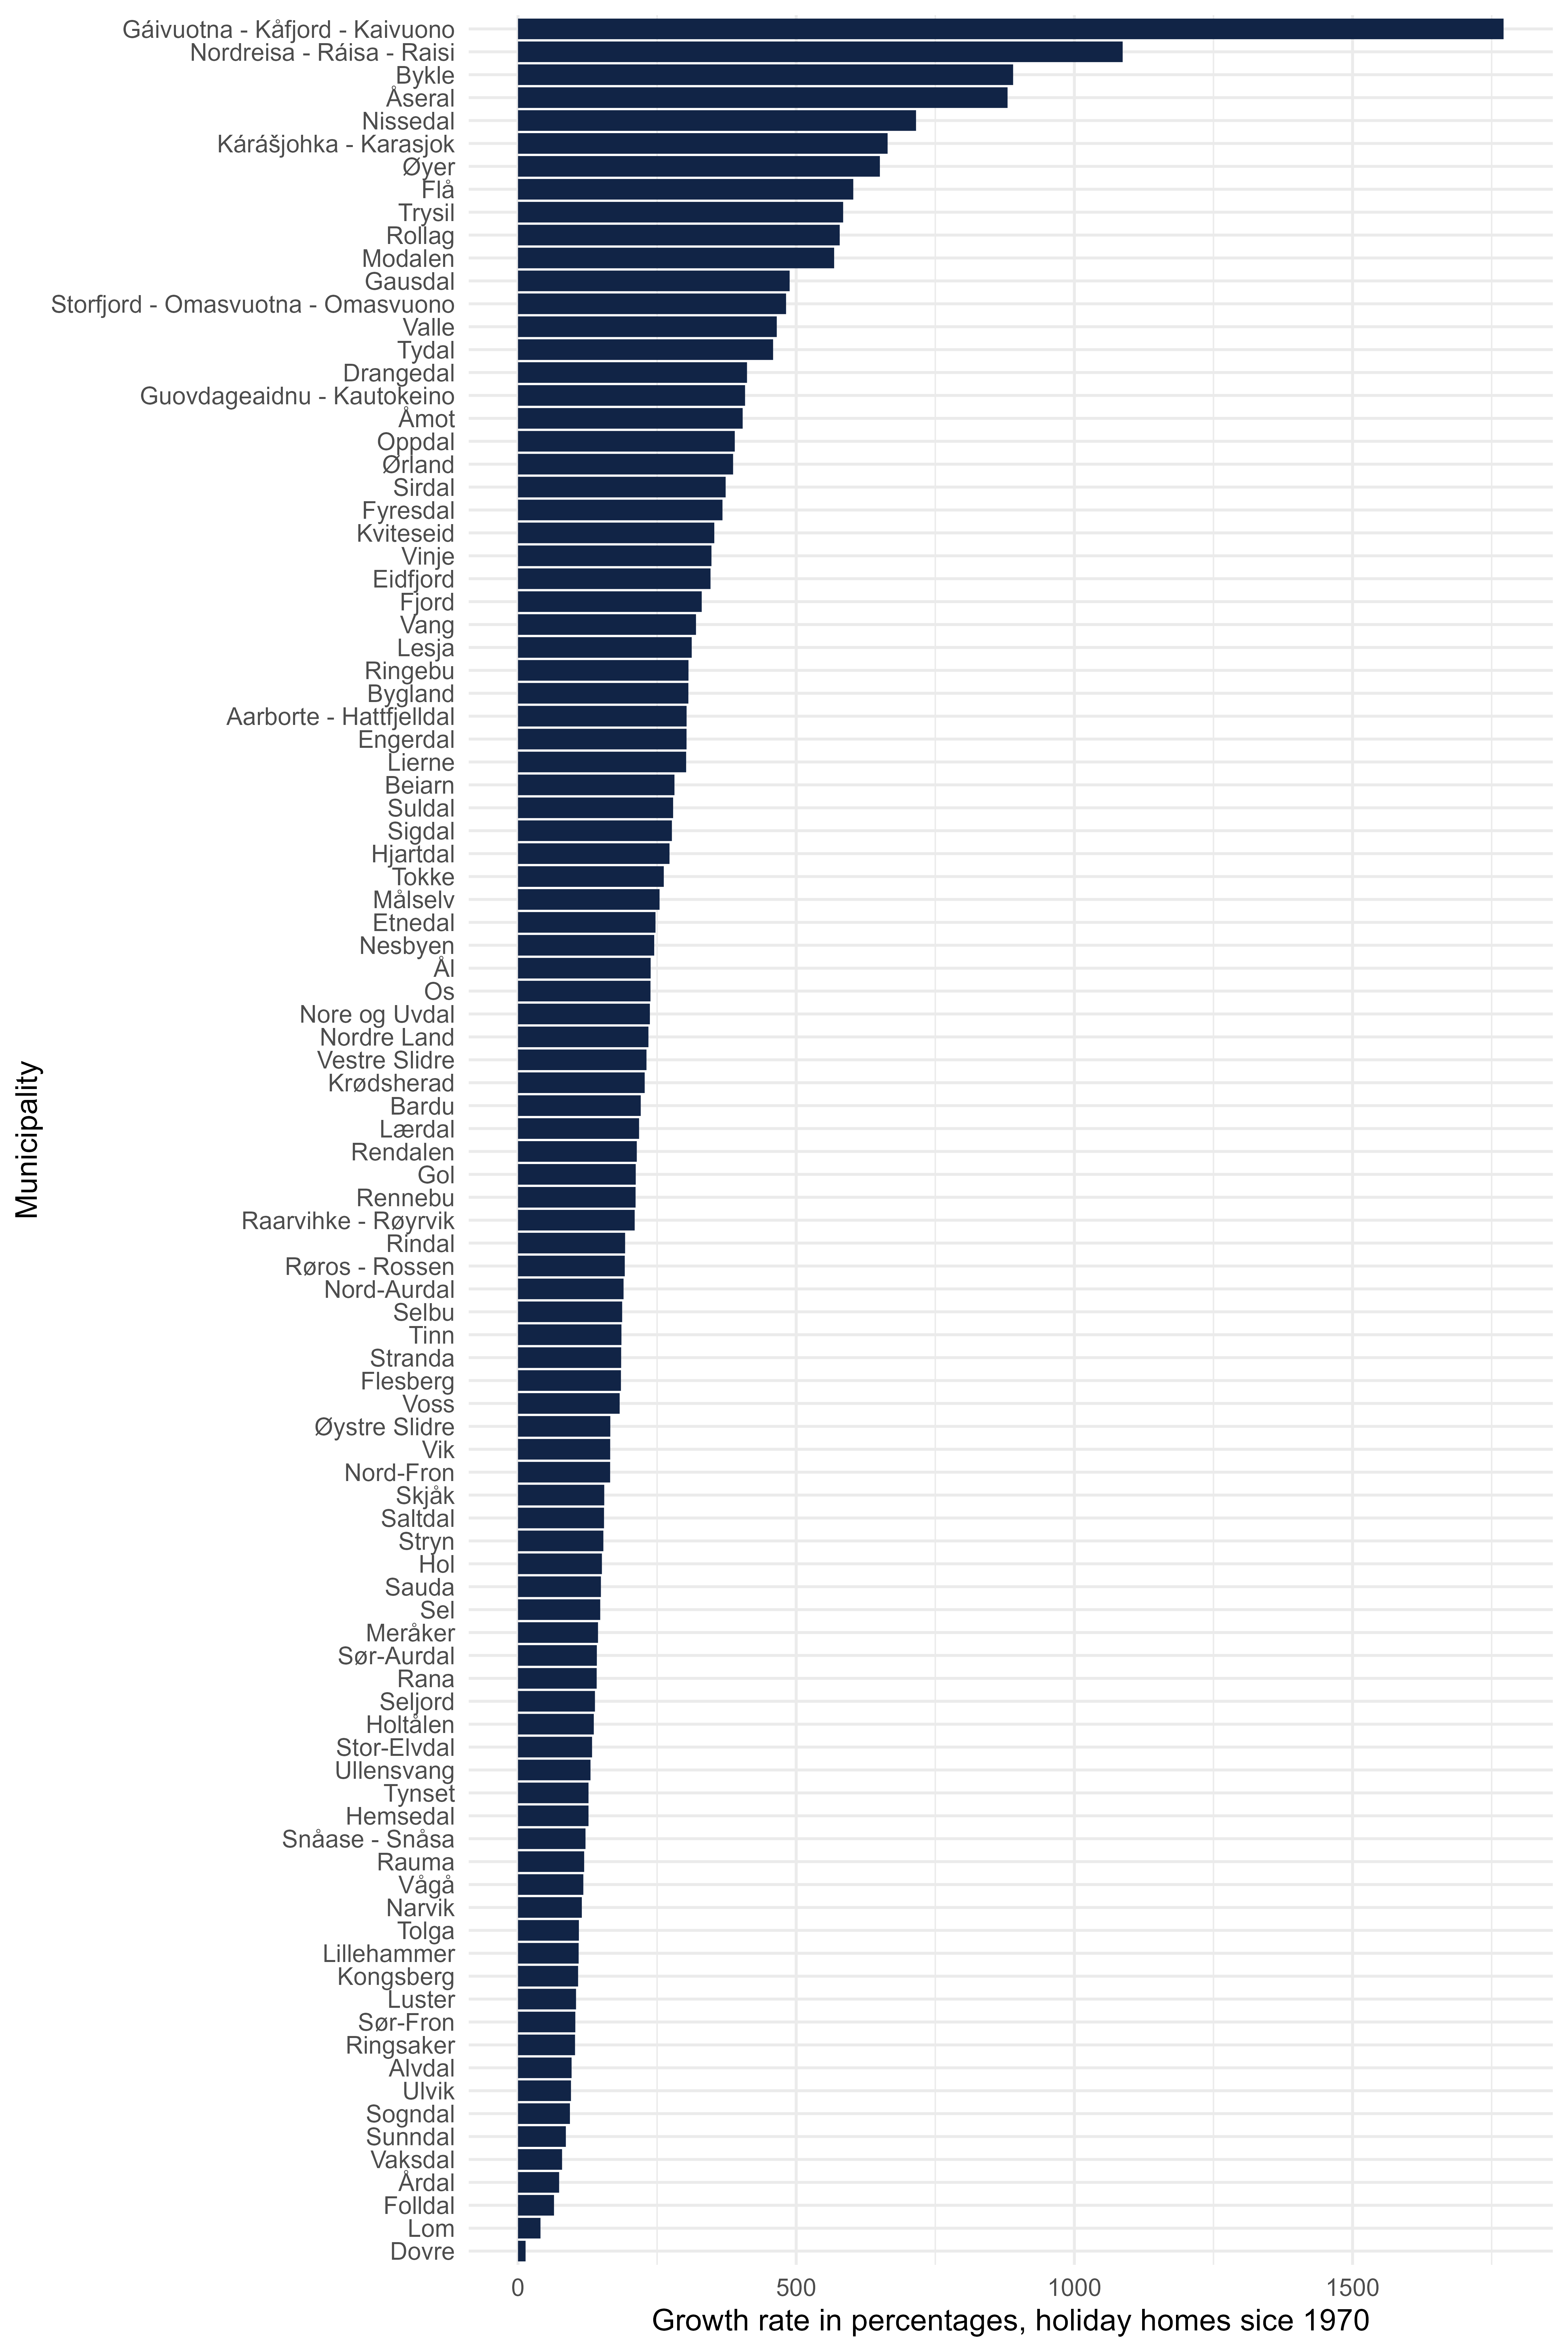 Gáivuotna - Kåfjord - Kaivuono
Nordreisa - Ráisa - Raisi
Bykle
Åseral
Nissedal
Kárášjohka - Karasjok
Øyer
Flå
Trysil
Rollag
Modalen
Gausdal
Storfjord - Omasvuotna - Omasvuono
Valle
Tydal
Drangedal
Guovdageaidnu - Kautokeino
Åmot
Oppdal
Ørland
Sirdal
Fyresdal
Kviteseid
Vinje
Eidfjord
Fjord
Vang
Lesja
Ringebu
Bygland
Aarborte - Hattfjelldal
Engerdal
Lierne
Beiarn
Suldal
Sigdal
Hjartdal
Tokke
Målselv
Etnedal
Nesbyen
Ål
Os
Nore og Uvdal
Nordre Land
Vestre Slidre
Krødsherad
Bardu
Lærdal
Rendalen
Gol
Rennebu
Raarvihke - Røyrvik
Rindal
Røros - Rossen
Nord-Aurdal
Selbu
Tinn
Stranda
Flesberg
Voss
Øystre Slidre
Vik
Nord-Fron
Skjåk
Saltdal
Stryn
Hol
Sauda
Sel
Meråker
Sør-Aurdal
Rana
Seljord
Holtålen
Stor-Elvdal
Ullensvang
Tynset
Hemsedal
Snåase - Snåsa
Rauma
Vågå
Narvik
Tolga
Lillehammer
Kongsberg
Luster
Sør-Fron
Ringsaker
Alvdal
Ulvik
Sogndal
Sunndal
Vaksdal
Årdal
Folldal
Lom
Dovre
Municipality
0 500 1000 1500
Growth rate in percentages, holiday homes sice 1970